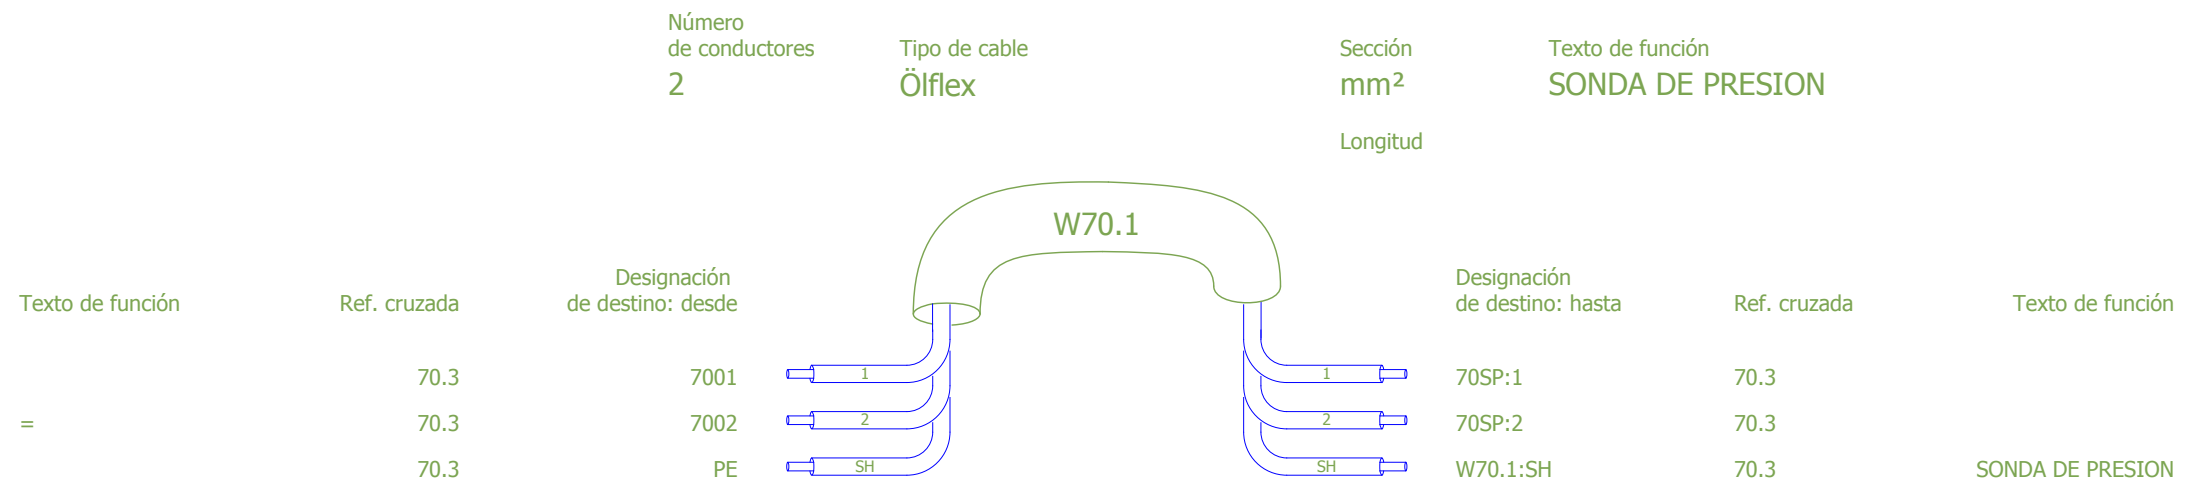 Número
de conductores Tipo de cable Sección Texto de función
2 Ölflex mm² SONDA DE PRESION
Longitud
W70.1
Designación Designación
Texto de función Ref. cruzada de destino: desde de destino: hasta Ref. cruzada Texto de función
70.3 7001 1 1 70SP:1 70.3
= 70.3 7002 2 2 70SP:2 70.3
70.3 PE SH SH W70.1:SH 70.3 SONDA DE PRESION